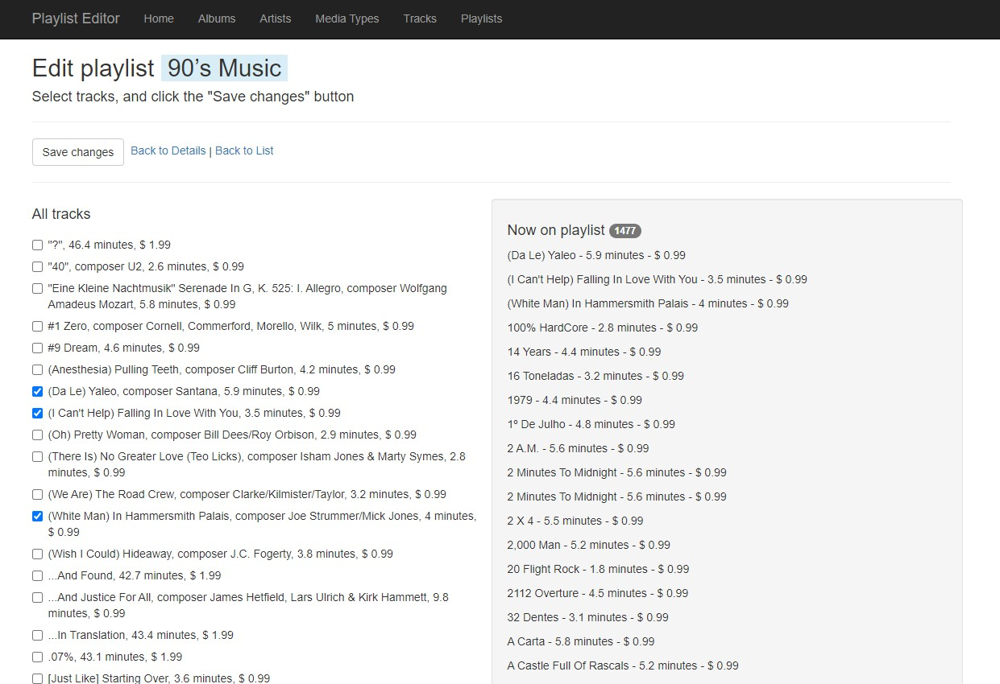 Playlist Editor Home Albums Artists Media Types Tracks Playlists
Edit playlist 90’s Music
Select tracks, and click the "Save changes" button
Save changes Back to Details | Back to List
All tracks
"?", 46.4 minutes, $ 1.99
"40", composer U2, 2.6 minutes, $ 0.99
"Eine Kleine Nachtmusik" Serenade In G, K. 525: I. Allegro, composer Wolfgang
Amadeus Mozart, 5.8 minutes, $ 0.99
#1 Zero, composer Cornell, Commerford, Morello, Wilk, 5 minutes, $ 0.99
#9 Dream, 4.6 minutes, $ 0.99
(Anesthesia) Pulling Teeth, composer Cliff Burton, 4.2 minutes, $ 0.99
(Da Le) Yaleo, composer Santana, 5.9 minutes, $ 0.99
(I Can't Help) Falling In Love With You, 3.5 minutes, $ 0.99
(Oh) Pretty Woman, composer Bill Dees/Roy Orbison, 2.9 minutes, $ 0.99
(There Is) No Greater Love (Teo Licks), composer Isham Jones & Marty Symes, 2.8
minutes, $ 0.99
(We Are) The Road Crew, composer Clarke/Kilmister/Taylor, 3.2 minutes, $ 0.99
(White Man) In Hammersmith Palais, composer Joe Strummer/Mick Jones, 4 minutes,
$ 0.99
(Wish I Could) Hideaway, composer J.C. Fogerty, 3.8 minutes, $ 0.99
...And Found, 42.7 minutes, $ 1.99
...And Justice For All, composer James Hetfield, Lars Ulrich & Kirk Hammett, 9.8
minutes, $ 0.99
...In Translation, 43.4 minutes, $ 1.99
.07%, 43.1 minutes, $ 1.99
[Just Like] Starting Over, 3.6 minutes, $ 0.99
Now on playlist 1477
(Da Le) Yaleo - 5.9 minutes - $ 0.99
(I Can't Help) Falling In Love With You - 3.5 minutes - $ 0.99
(White Man) In Hammersmith Palais - 4 minutes - $ 0.99
100% HardCore - 2.8 minutes - $ 0.99
14 Years - 4.4 minutes - $ 0.99
16 Toneladas - 3.2 minutes - $ 0.99
1979 - 4.4 minutes - $ 0.99
1º De Julho - 4.8 minutes - $ 0.99
2 A.M. - 5.6 minutes - $ 0.99
2 Minutes To Midnight - 5.6 minutes - $ 0.99
2 Minutes To Midnight - 5.6 minutes - $ 0.99
2 X 4 - 5.5 minutes - $ 0.99
2,000 Man - 5.2 minutes - $ 0.99
20 Flight Rock - 1.8 minutes - $ 0.99
2112 Overture - 4.5 minutes - $ 0.99
32 Dentes - 3.1 minutes - $ 0.99
A Carta - 5.8 minutes - $ 0.99
A Castle Full Of Rascals - 5.2 minutes - $ 0.99